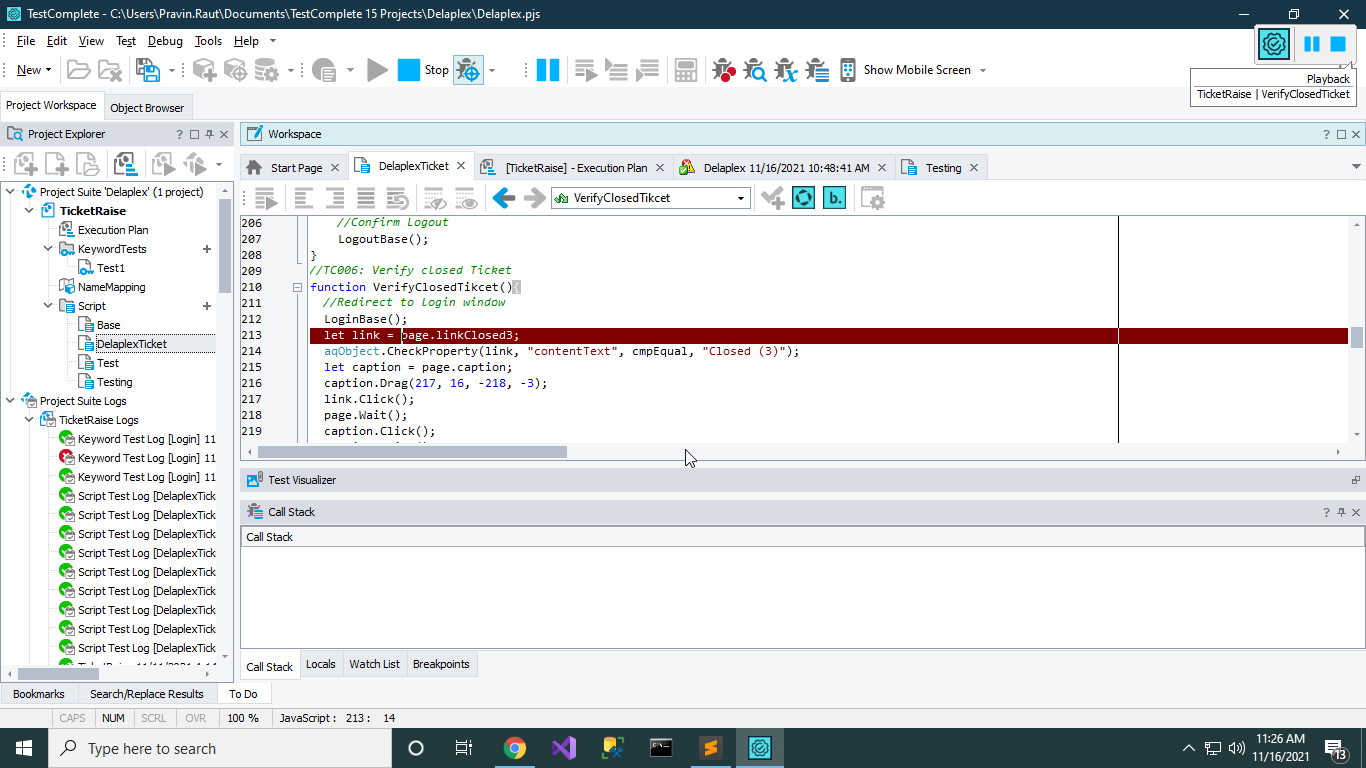 TestComplete - C:\Users\Pravin.Raut\Documents\TestComplete 15 Projects\Delaplex\Delaplex.pjs
File Edit View Test Debug Tools Help
New Stop Show Mobile Screen
Playback
TicketRaise | VerifyClosedTicket
Project Workspace Object Browser
Project Explorer
Workspace
Start Page DelaplexTicket [TicketRaise] - Execution Plan Delaplex 11/16/2021 10:48:41 AM Testing
VerifyClosedTikcet
Project Suite 'Delaplex' (1 project)
TicketRaise
Execution Plan
KeywordTests
Test1
NameMapping
Script
Base
DelaplexTicket
Test
Testing
Project Suite Logs
TicketRaise Logs
Keyword Test Log [Login] 11
Keyword Test Log [Login] 11
Keyword Test Log [Login] 11
Script Test Log [DelaplexTick
Script Test Log [DelaplexTick
Script Test Log [DelaplexTick
Script Test Log [DelaplexTick
Script Test Log [DelaplexTick
Script Test Log [DelaplexTick
Script Test Log [DelaplexTick
Script Test Log [DelaplexTick
Script Test Log [DelaplexTick
206 //Confirm Logout
207 LogoutBase();
208 }
209 //TC006: Verify closed Ticket
210 function VerifyClosedTikcet(){
211 //Redirect to login window
212 LoginBase();
213 let link = page.linkClosed3;
214 aqObject.CheckProperty(link, "contentText", cmpEqual, "Closed (3)");
215 let caption = page.caption;
216 caption.Drag(217, 16, -218, -3);
217 link.Click();
218 page.Wait();
219 caption.Click();
Test Visualizer
Call Stack
Call Stack
Call Stack Locals Watch List Breakpoints
Bookmarks Search/Replace Results To Do
CAPS NUM SCRL OVR 100 % JavaScript : 213 : 14
Type here to search
11:26 AM
11/16/2021
13